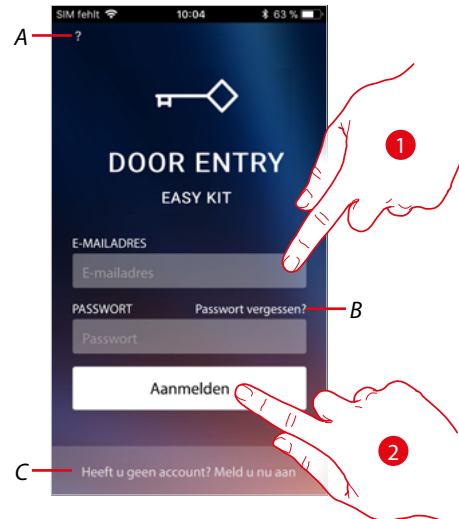 SIM fehlt 10:04 63 %
A ?
1
DOOR ENTRY
EASY KIT
E-MAILADRES
E-mailadres
PASSWORT Passwort vergessen? B
Passwort
Aanmelden
2
C Heeft u geen account? Meld u nu aan